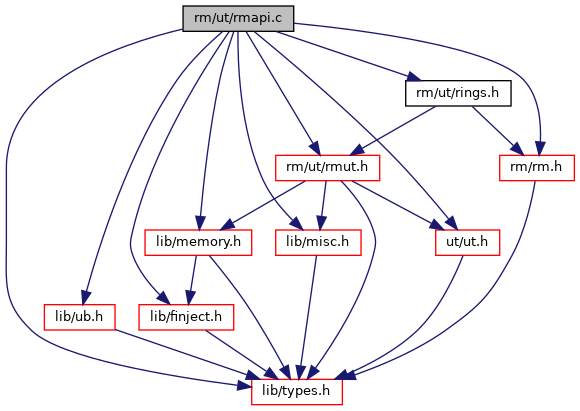 rm/ut/rmapi.c
rm/ut/rings.h
rm/ut/rmut.h
rm/rm.h
lib/memory.h
lib/misc.h
ut/ut.h
lib/ub.h
lib/finject.h
lib/types.h